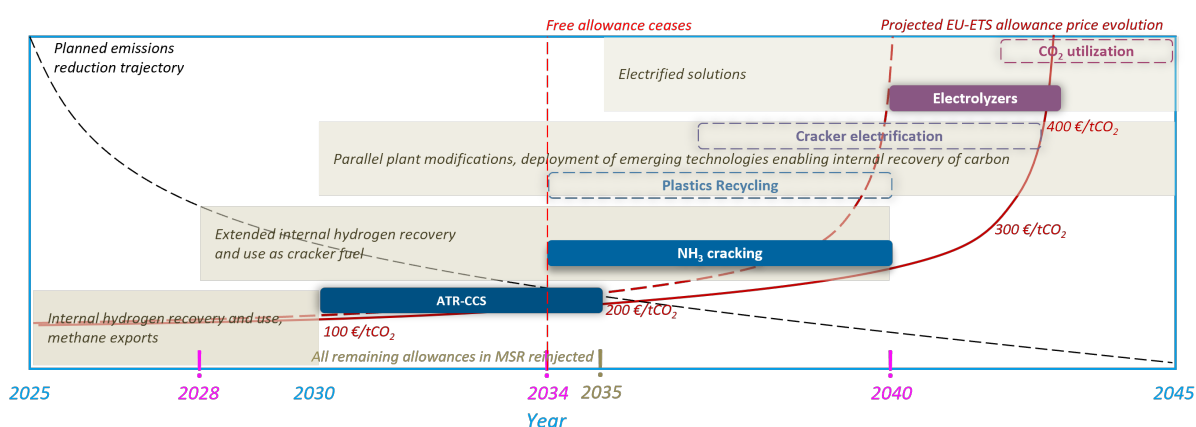 Free allowance ceases
Projected EU-ETS allowance price evolution
Planned emissions
reduction trajectory
CO₂ utilization
Electrified solutions
Electrolyzers
400 €/tCO₂
Cracker electrification
Parallel plant modifications, deployment of emerging technologies enabling internal recovery of carbon
Plastics Recycling
Extended internal hydrogen recovery
and use as cracker fuel
300 €/tCO₂
NH₃ cracking
ATR-CCS
200 €/tCO₂
Internal hydrogen recovery and use,
methane exports
100 €/tCO₂
All remaining allowances in MSR reinjected
2025
2028
2030
2034
2035
2040
2045
Year